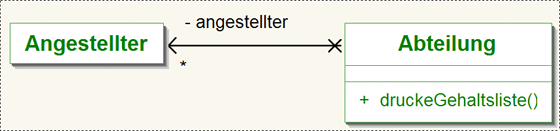 - angestellter
Angestellter
*
Abteilung
+ druckeGehaltsliste()